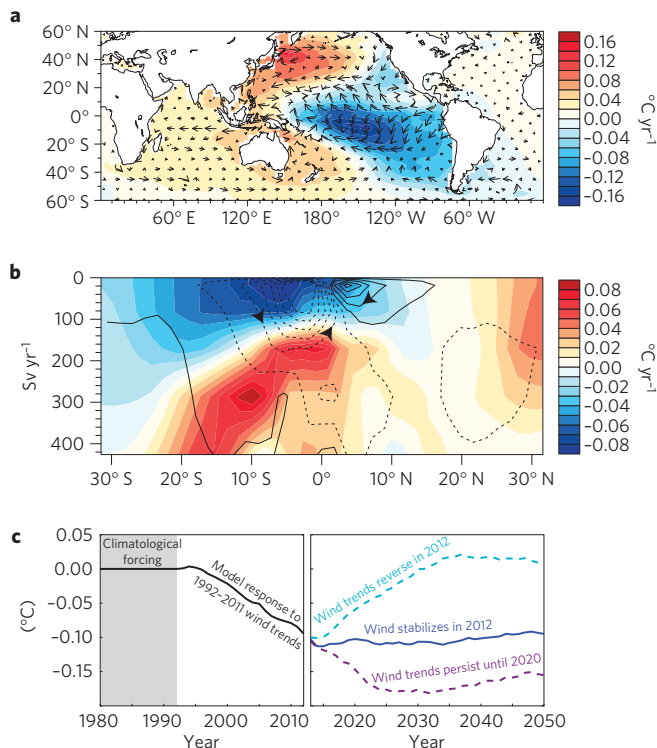 a
60° N
40° N
20° N
0°
20° S
40° S
60° S
60° E 120° E 180° 120° W 60° W
0.16
0.12
0.08
0.04
0.00
−0.04
−0.08
−0.12
−0.16
°C yr⁻¹
b
0
100
200
300
400
Sv yr⁻¹
30° S 20° S 10° S 0° 10° N 20° N 30° N
0.08
0.06
0.04
0.02
0.00
−0.02
−0.04
−0.06
−0.08
°C yr⁻¹
c
0.05
0.00
−0.05
−0.10
−0.15
(°C)
Climatological
forcing
Model response to
1992–2011 wind trends
1980 1990 2000 2010
Year
Wind trends reverse in 2012
Wind stabilizes in 2012
Wind trends persist until 2020
2020 2030 2040 2050
Year